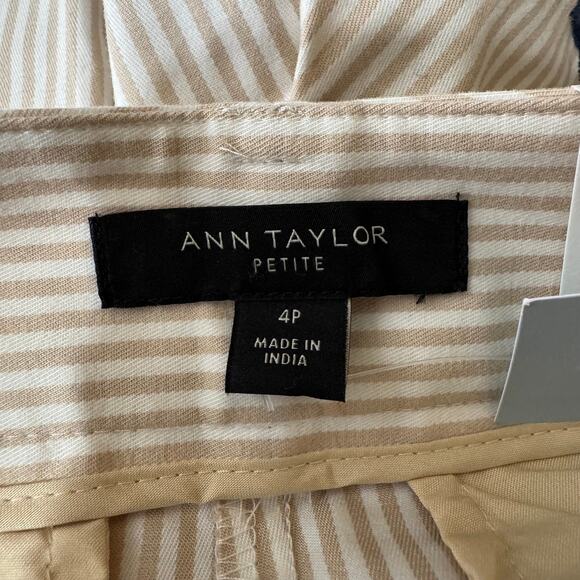 ANN TAYLOR
PETITE
4P
MADE IN
INDIA